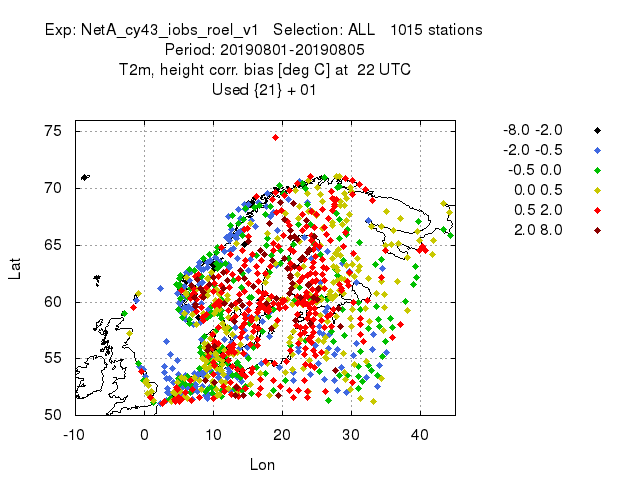 Exp: NetA_cy43_iobs_roel_v1   Selection: ALL   1015 stations
Period: 20190801-20190805
T2m, height corr. bias [deg C] at  22 UTC
Used {21} + 01
-8.0 -2.0
-2.0 -0.5
-0.5 0.0
0.0 0.5
0.5 2.0
2.0 8.0
75
70
65
60
55
50
Lat
-10 0 10 20 30 40
Lon